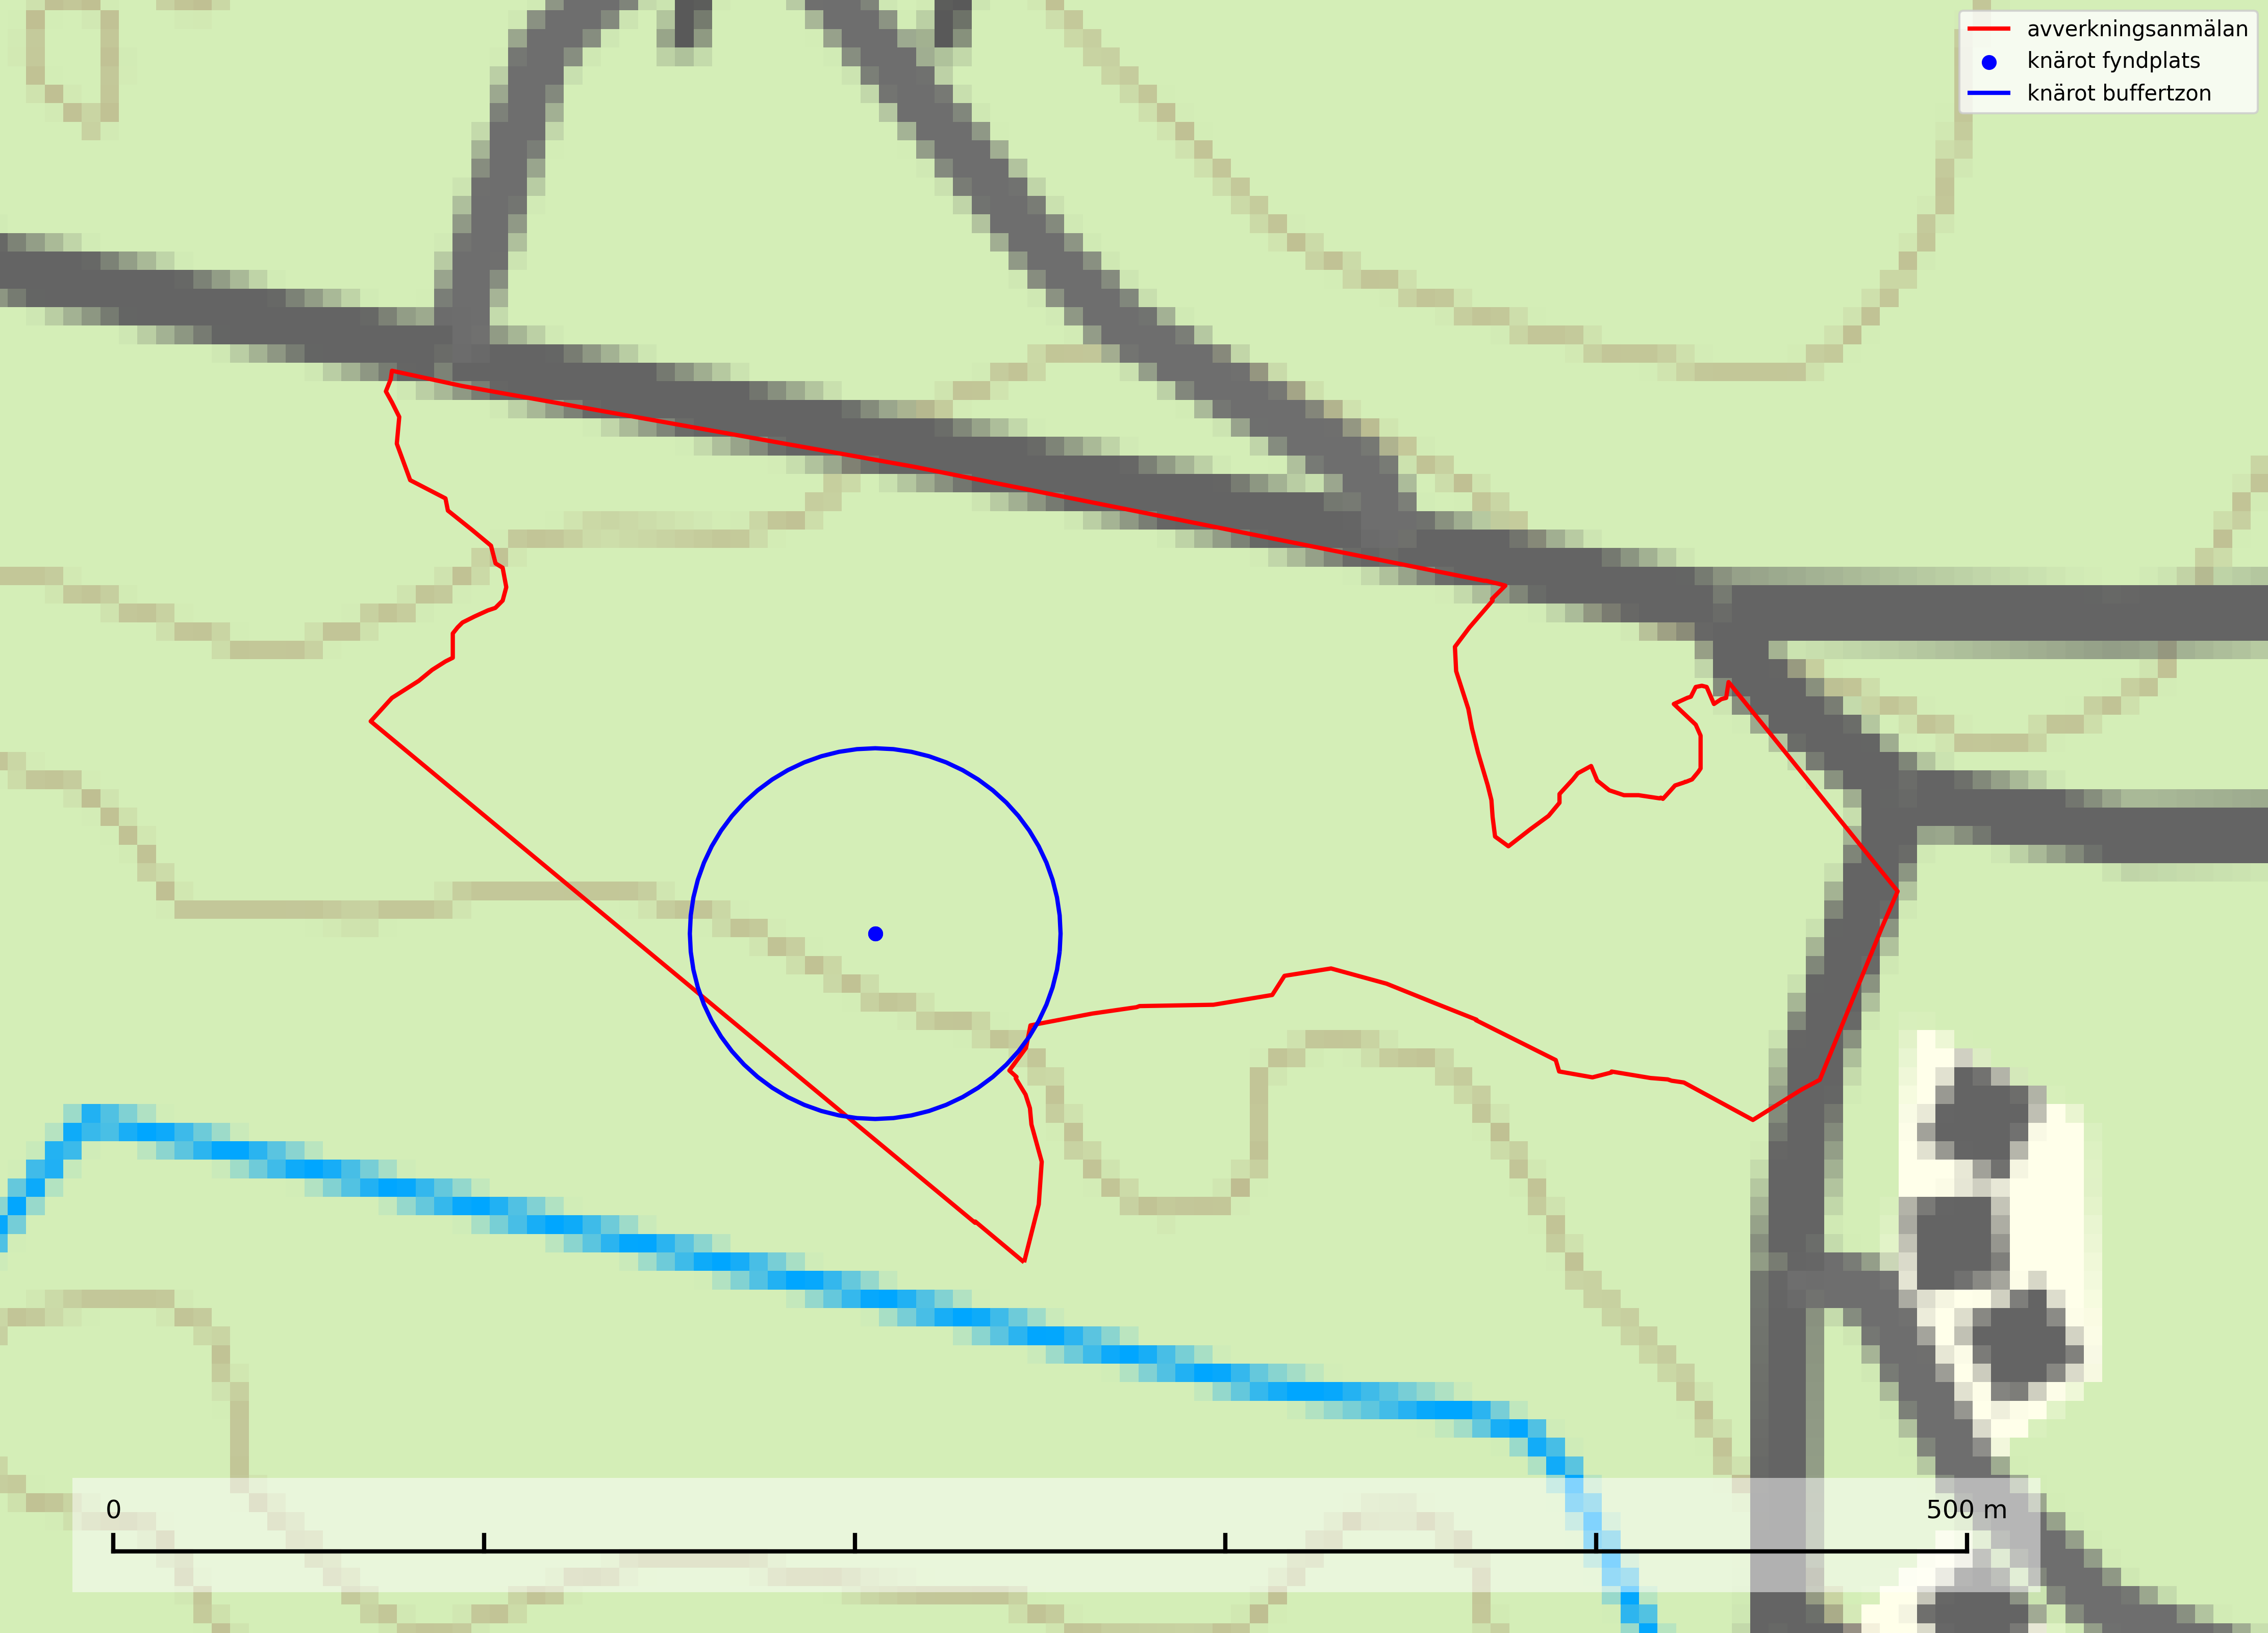 avverkningsanmälan
knärot fyndplats
knärot buffertzon
0
500 m